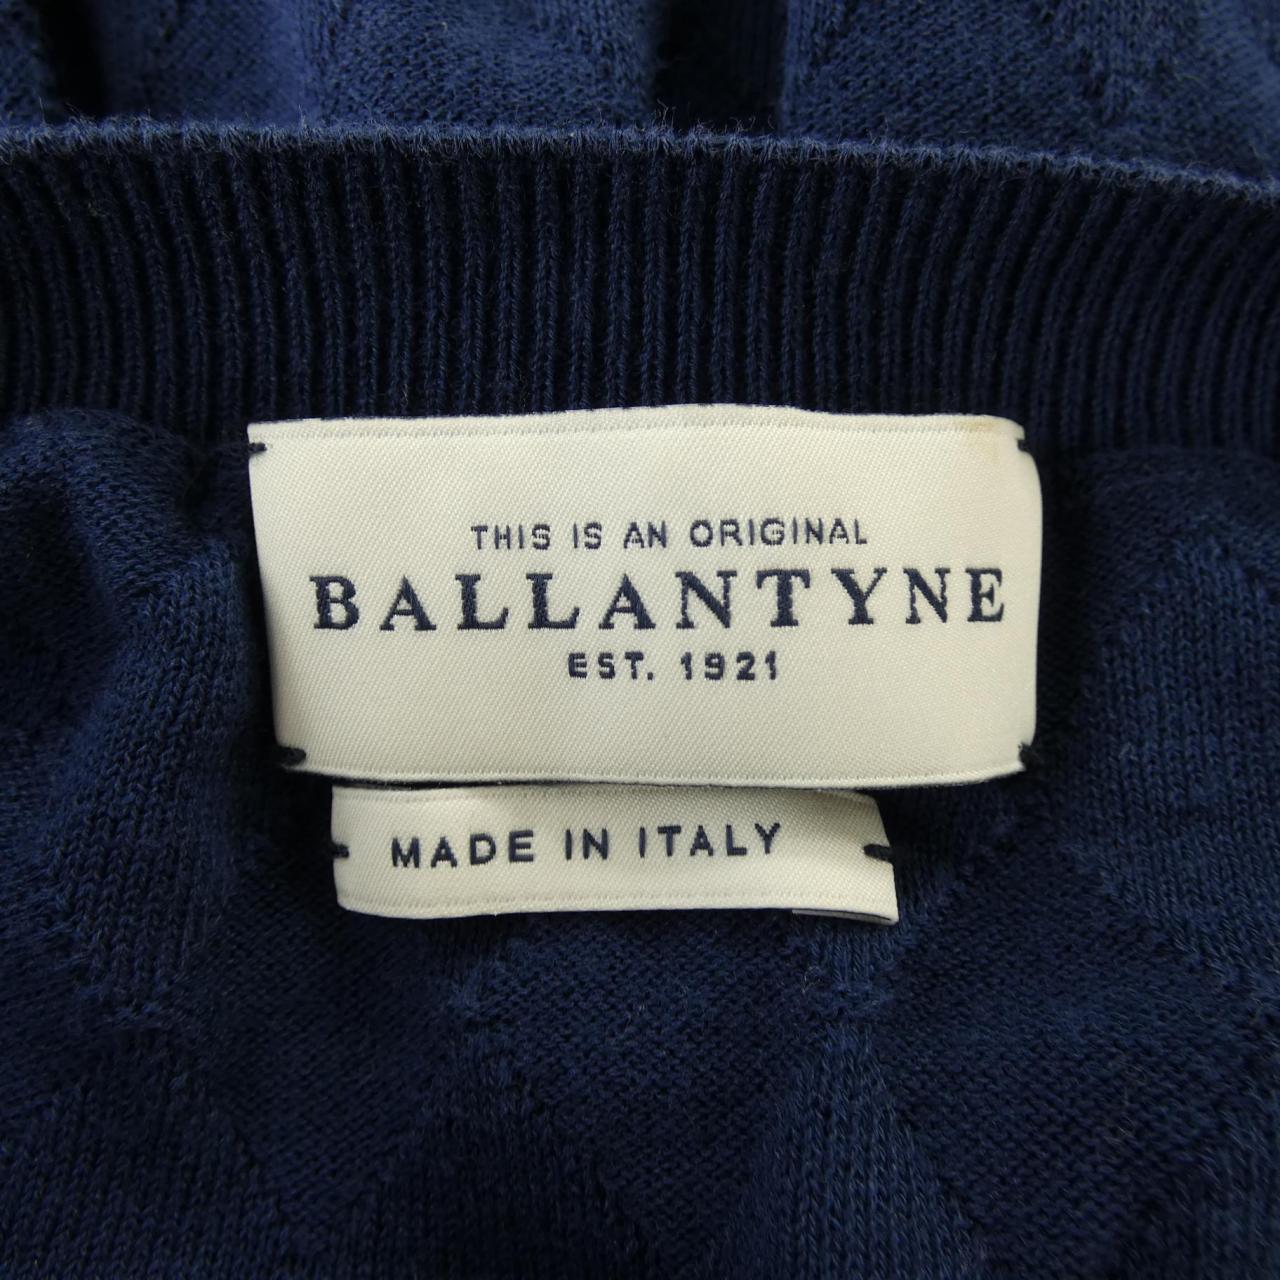 THIS IS AN ORIGINAL
BALLANTYNE
EST. 1921
MADE IN ITALY